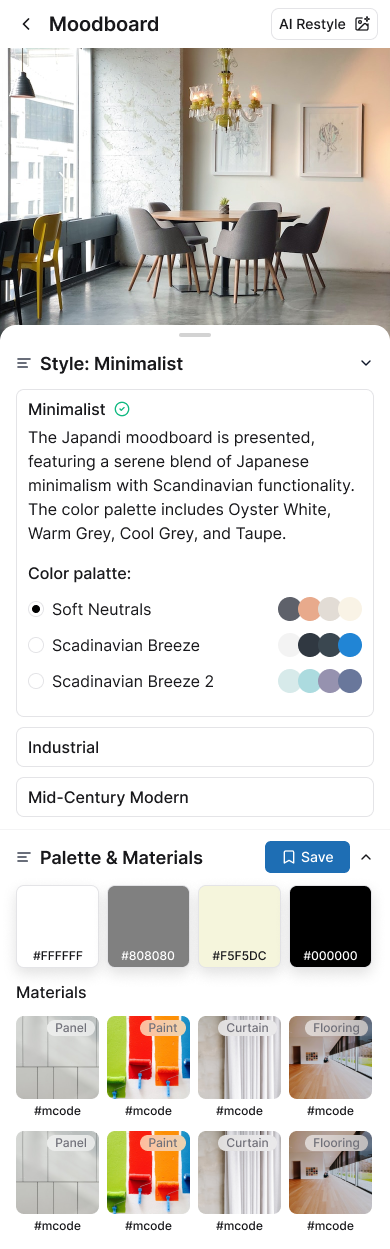 Moodboard
AI Restyle
Style: Minimalist
Minimalist
The Japandi moodboard is presented,
featuring a serene blend of Japanese
minimalism with Scandinavian functionality.
The color palette includes Oyster White,
Warm Grey, Cool Grey, and Taupe.
Color palatte:
Soft Neutrals
Scadinavian Breeze
Scadinavian Breeze 2
Industrial
Mid-Century Modern
Palette & Materials
Save
#FFFFFF
#808080
#F5F5DC
#000000
Materials
Panel
Paint
Curtain
Flooring
#mcode
#mcode
#mcode
#mcode
Panel
Paint
Curtain
Flooring
#mcode
#mcode
#mcode
#mcode